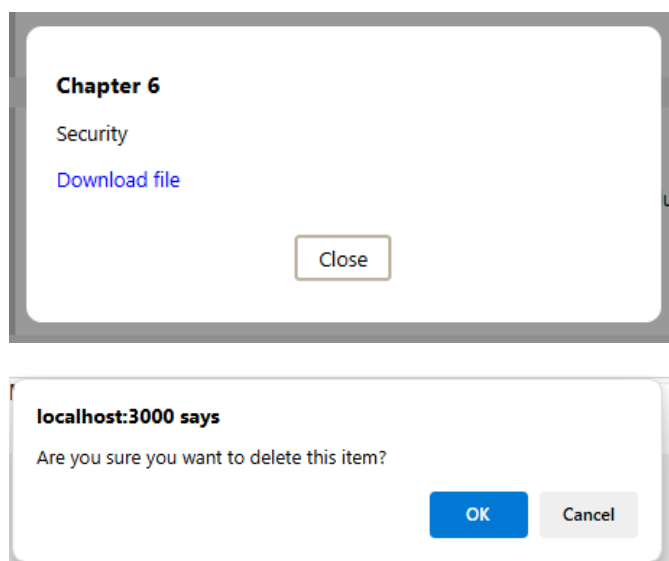 Chapter 6
Security
Download file
Close
localhost:3000 says
Are you sure you want to delete this item?
OK
Cancel